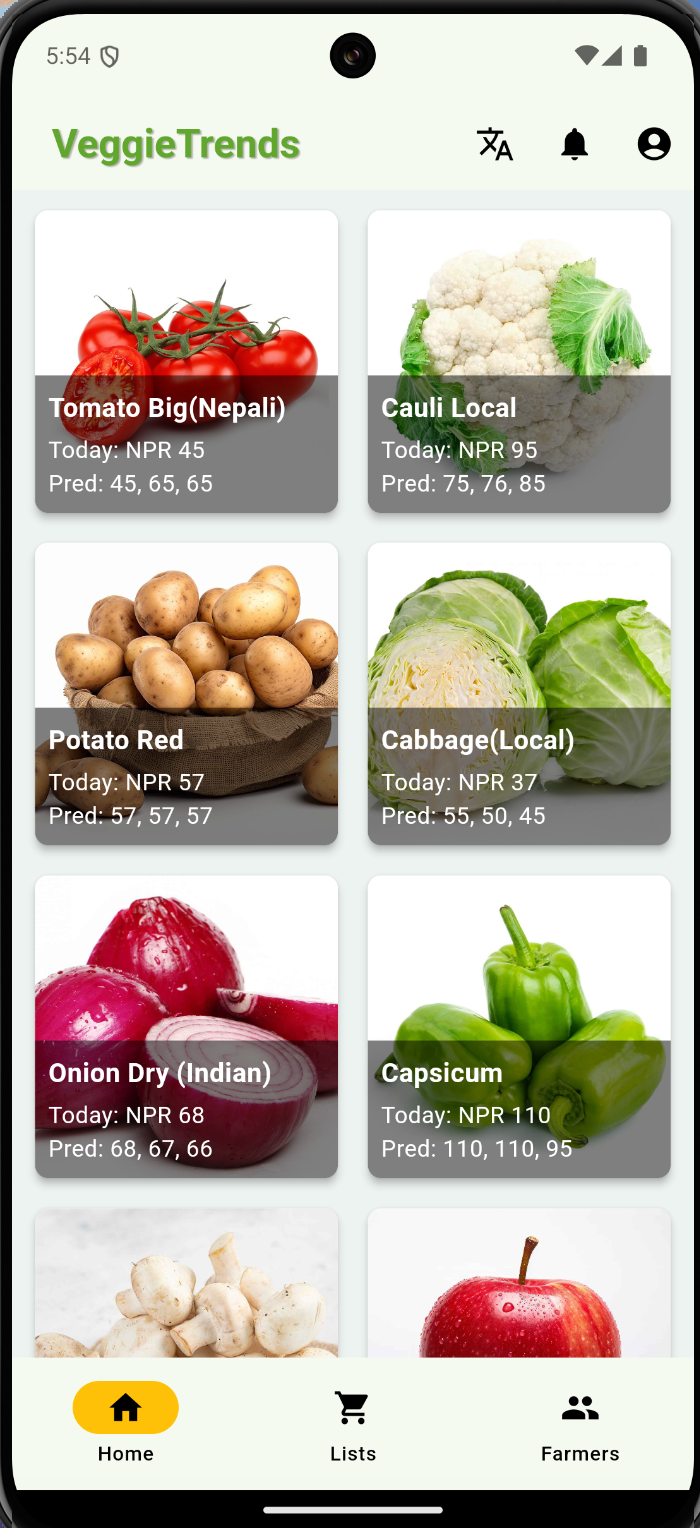 5:54
VeggieTrends
Tomato Big(Nepali)
Today: NPR 45
Pred: 45, 65, 65
Cauli Local
Today: NPR 95
Pred: 75, 76, 85
Potato Red
Today: NPR 57
Pred: 57, 57, 57
Cabbage(Local)
Today: NPR 37
Pred: 55, 50, 45
Onion Dry (Indian)
Today: NPR 68
Pred: 68, 67, 66
Capsicum
Today: NPR 110
Pred: 110, 110, 95
Home
Lists
Farmers